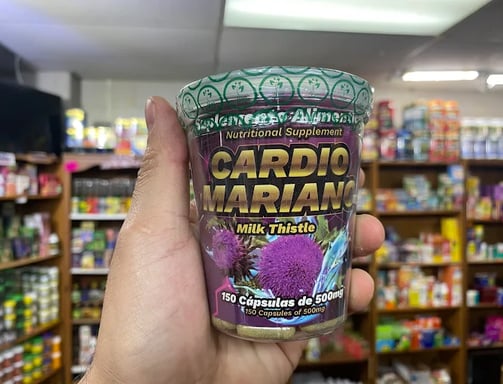 Nutritional Supplement
CARDIO
MARIANO
Milk Thistle
150 Cápsulas de 500mg
150 Capsules of 500mg